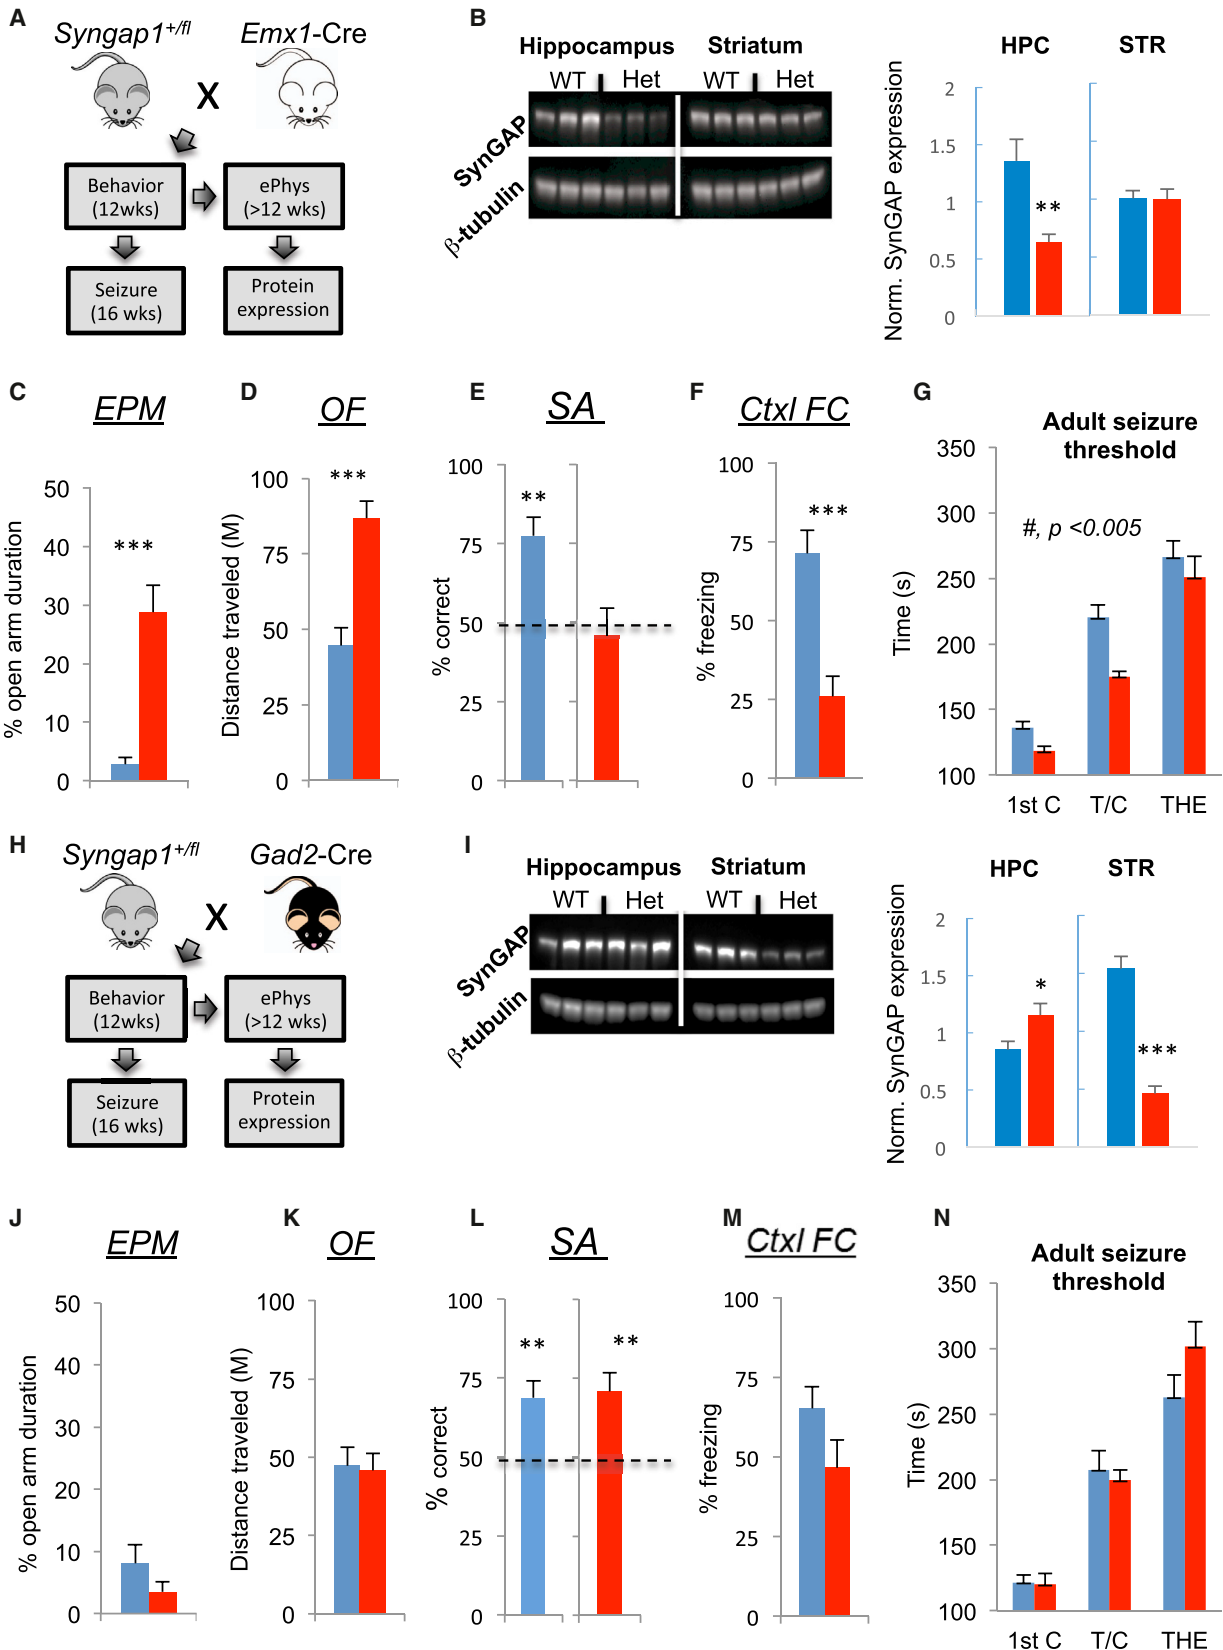 A
Syngap1+/fl
Emx1-Cre
X
Behavior
(12wks)
ePhys
(>12 wks)
Seizure
(16 wks)
Protein
expression
B
Hippocampus
Striatum
WT
Het
WT
Het
SynGAP
β-tubulin
HPC
STR
Norm. SynGAP expression
2
1.5
1
0.5
0
**
C
EPM
% open arm duration
50
40
30
20
10
0
***
D
OF
Distance traveled (M)
100
75
50
25
0
***
E
SA
% correct
100
75
50
25
0
**
F
Ctxl FC
% freezing
100
75
50
25
0
***
G
Adult seizure
threshold
#, p <0.005
Time (s)
350
300
250
200
150
100
1st C
T/C
THE
H
Syngap1+/fl
Gad2-Cre
X
Behavior
(12wks)
ePhys
(>12 wks)
Seizure
(16 wks)
Protein
expression
I
Hippocampus
Striatum
WT
Het
WT
Het
SynGAP
β-tubulin
HPC
STR
Norm. SynGAP expression
2
1.5
1
0.5
0
*
***
J
EPM
% open arm duration
50
40
30
20
10
0
K
OF
Distance traveled (M)
100
75
50
25
0
L
SA
% correct
100
75
50
25
0
**
**
M
Ctxl FC
% freezing
100
75
50
25
0
N
Adult seizure
threshold
Time (s)
350
300
250
200
150
100
1st C
T/C
THE